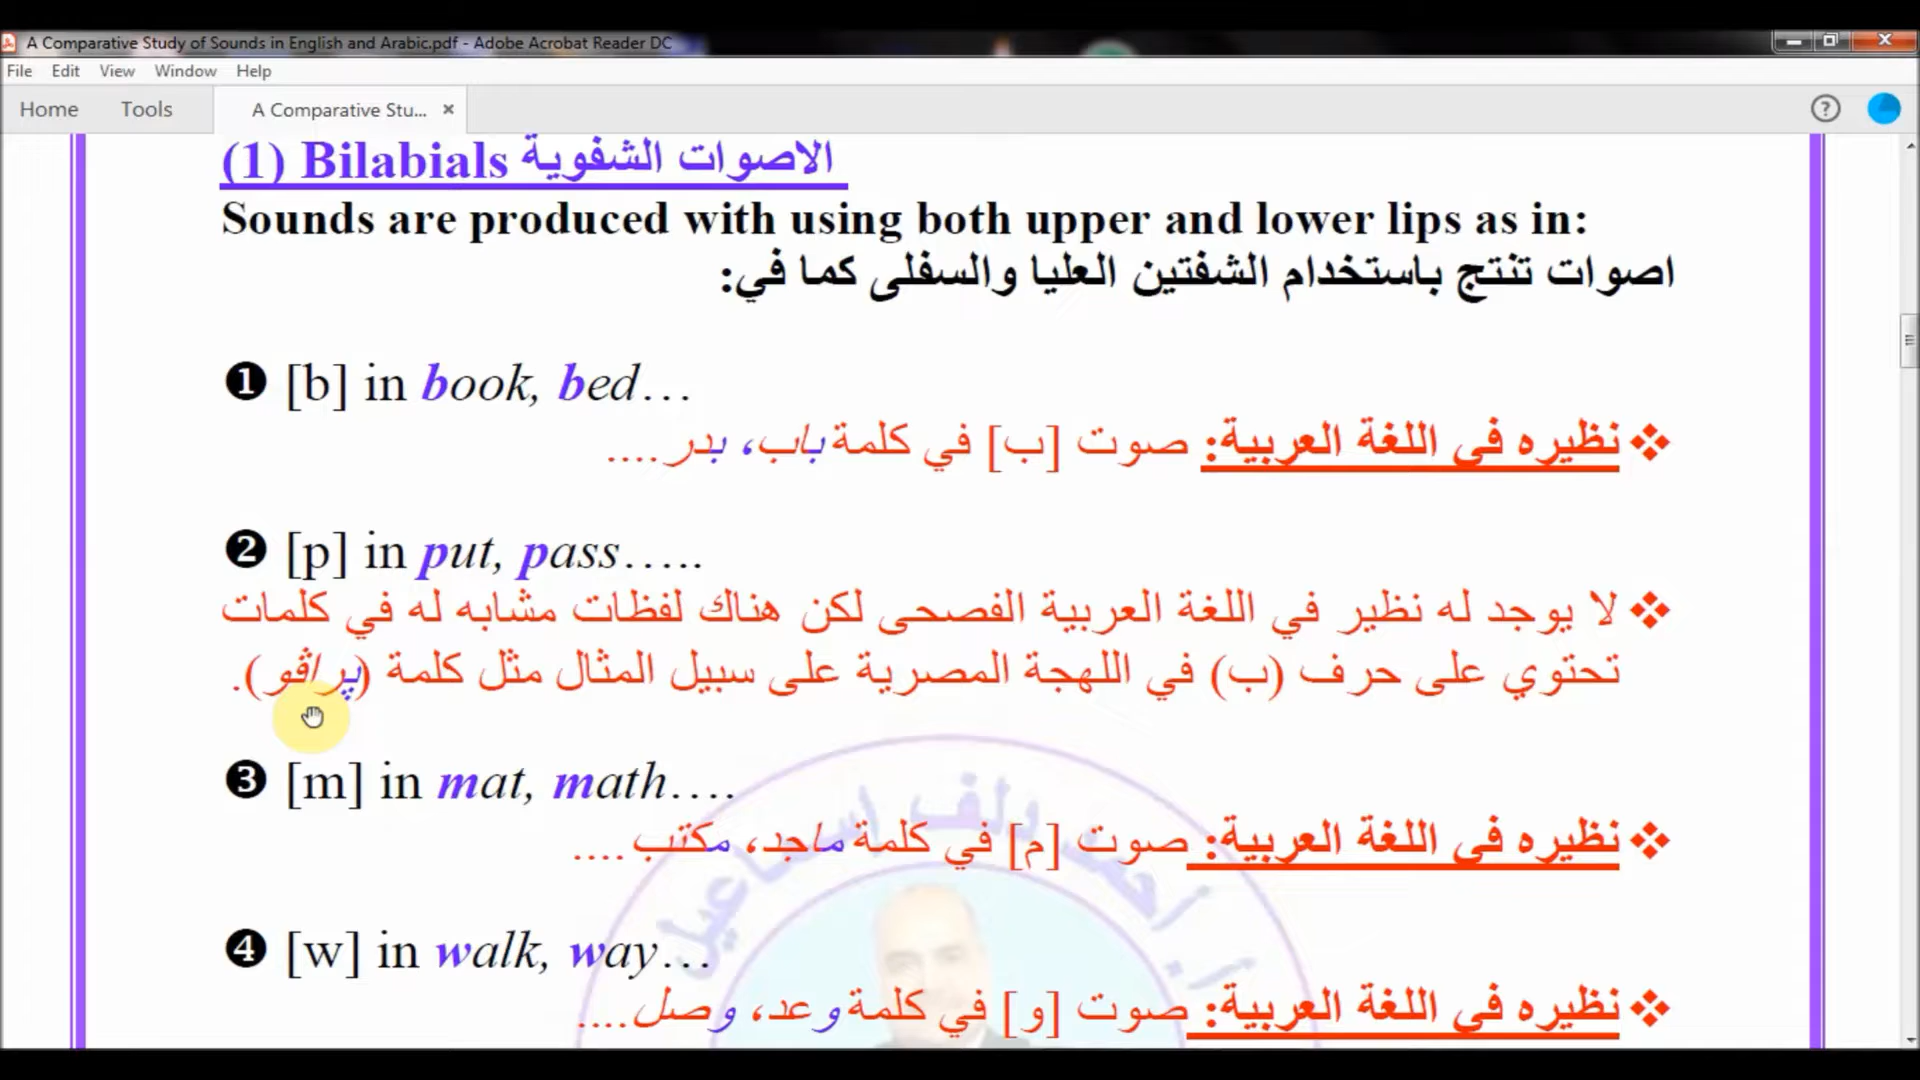 A Comparative Study of Sounds in English and Arabic.pdf - Adobe Acrobat Reader DC
File Edit View Window Help
Home Tools A Comparative Stu... ×
(1) Bilabials الاصوات الشفوية
Sounds are produced with using both upper and lower lips as in:
اصوات تنتج باستخدام الشفتين العليا والسفلى كما في:
❶ [b] in book, bed…
❖ نظيره في اللغة العربية: صوت [ب] في كلمة باب، بدر....
❷ [p] in put, pass…..
❖ لا يوجد له نظير في اللغة العربية الفصحى لكن هناك لفظات مشابه له في كلمات
تحتوي على حرف (ب) في اللهجة المصرية على سبيل المثال مثل كلمة (پراڤو).
❸ [m] in mat, math….
❖ نظيره في اللغة العربية: صوت [م] في كلمة ماجد، مكتب....
❹ [w] in walk, way…
❖ نظيره في اللغة العربية: صوت [و] في كلمة وعد، وصل....
أ.د. أحمد دلف اسماعيل